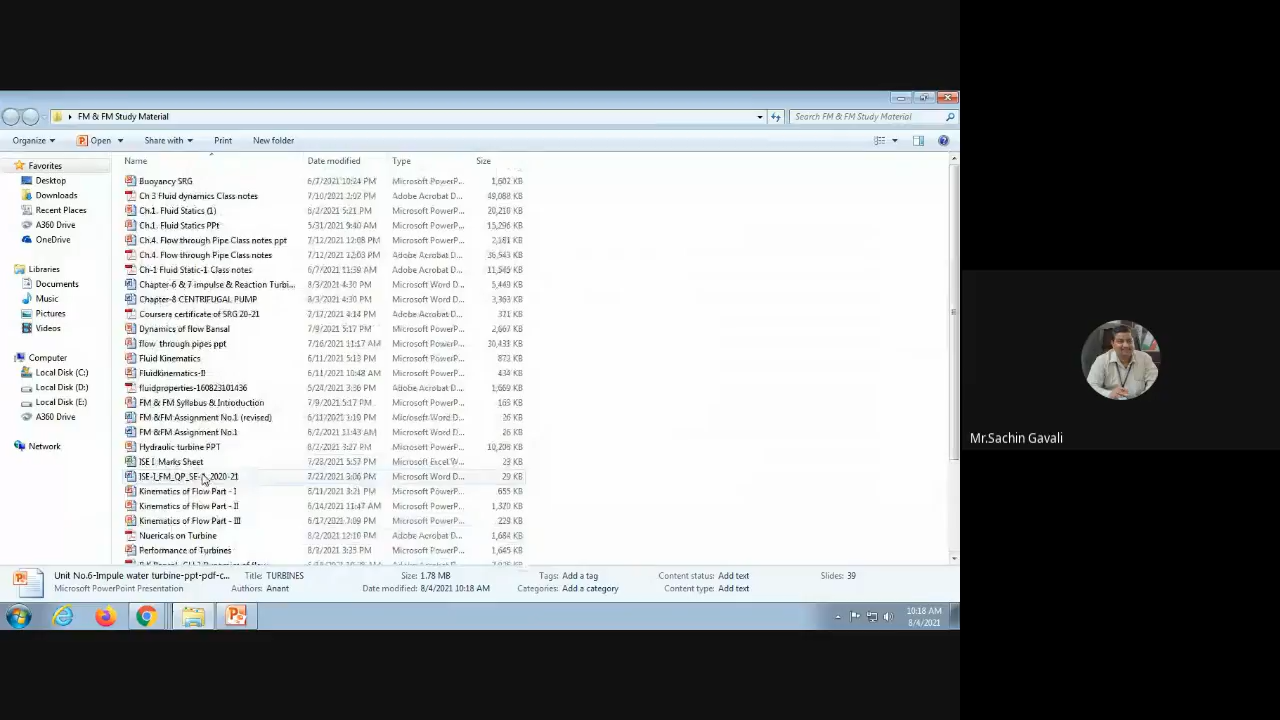 FM & FM Study Material
Search FM & FM Study Material
Organize Open Share with Print New folder
Favorites
Desktop
Downloads
Recent Places
A360 Drive
OneDrive
Libraries
Documents
Music
Pictures
Videos
Computer
Local Disk (C:)
Local Disk (D:)
Local Disk (E:)
A360 Drive
Network
Name Date modified Type Size
Buoyancy SRG 6/7/2021 10:24 PM Microsoft PowerP... 1,602 KB
Ch 3 Fluid dynamics Class notes 7/10/2021 2:02 PM Adobe Acrobat D... 49,088 KB
Ch.1. Fluid Statics (1) 6/2/2021 5:21 PM Microsoft PowerP... 20,210 KB
Ch.1. Fluid Statics PPt 5/31/2021 9:40 AM Microsoft PowerP... 15,296 KB
Ch.4. Flow through Pipe Class notes ppt 7/12/2021 12:08 PM Microsoft PowerP... 2,181 KB
Ch.4. Flow through Pipe Class notes 7/12/2021 12:03 PM Adobe Acrobat D... 36,543 KB
Ch-1 Fluid Static-1 Class notes 6/7/2021 11:39 AM Adobe Acrobat D... 11,545 KB
Chapter-6 & 7-impulse & Reaction Turbi... 8/3/2021 4:30 PM Microsoft Word D... 5,449 KB
Chapter-8 CENTRIFUGAL PUMP 8/3/2021 4:30 PM Microsoft Word D... 3,363 KB
Coursera certificate of SRG 20-21 7/17/2021 4:14 PM Adobe Acrobat D... 371 KB
Dynamics of flow Bansal 7/9/2021 5:17 PM Microsoft PowerP... 2,667 KB
flow through pipes ppt 7/16/2021 11:17 AM Microsoft PowerP... 30,431 KB
Fluid Kinematics 6/11/2021 5:13 PM Microsoft PowerP... 872 KB
FluidKinematics-II 6/11/2021 10:48 AM Microsoft PowerP... 434 KB
fluidproperties-160823101436 5/24/2021 3:36 PM Adobe Acrobat D... 1,669 KB
FM & FM Syllabus & Introduction 7/9/2021 5:17 PM Microsoft PowerP... 163 KB
FM &FM Assignment No.1 (revised) 6/11/2021 3:10 PM Microsoft Word D... 26 KB
FM &FM Assignment No.1 6/2/2021 11:43 AM Microsoft Word D... 26 KB
Hydraulic turbine PPT 8/2/2021 3:27 PM Microsoft PowerP... 10,206 KB
ISE I Marks Sheet 7/28/2021 5:57 PM Microsoft Excel W... 23 KB
7/23/2021 3:06 PM Microsoft Word D... 29 KB
Kinematics of Flow Part - I 6/11/2021 3:21 PM Microsoft PowerP... 655 KB
Kinematics of Flow Part - II 6/14/2021 11:47 AM Microsoft PowerP... 1,370 KB
Kinematics of Flow Part - III 6/17/2021 7:09 PM Microsoft PowerP... 229 KB
Nuericals on Turbine 8/2/2021 12:10 PM Adobe Acrobat D... 1,684 KB
Performance of Turbines 8/3/2021 3:25 PM Microsoft PowerP... 1,645 KB
Unit No.6-Impule water turbine-ppt-pdf-c... Title: TURBINES Size: 1.78 MB Tags: Add a tag Content status: Add text Slides: 39
Microsoft PowerPoint Presentation Authors: Anant Date modified: 8/4/2021 10:18 AM Categories: Add a category Content type: Add text
10:18 AM
8/4/2021
Mr.Sachin Gavali